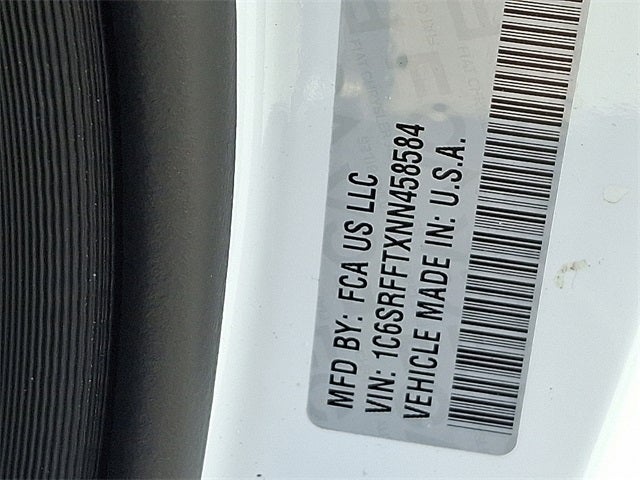 MFD BY: FCA US LLC
VIN: 1C6SRFFTXNN458584
VEHICLE MADE IN: U.S.A.